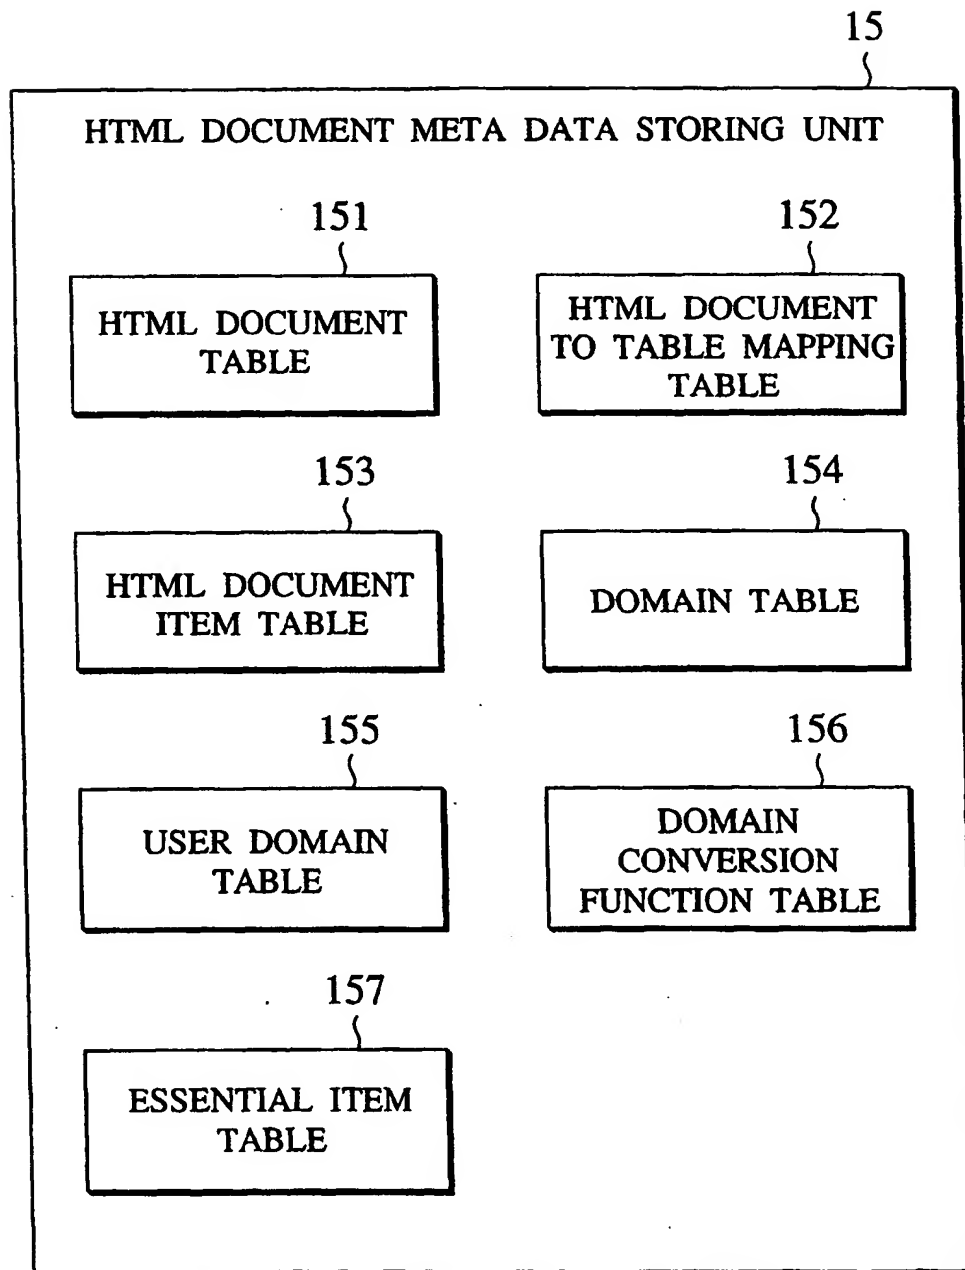 15
HTML DOCUMENT META DATA STORING UNIT
151
HTML DOCUMENT
TABLE
152
HTML DOCUMENT
TO TABLE MAPPING
TABLE
153
HTML DOCUMENT
ITEM TABLE
154
DOMAIN TABLE
155
USER DOMAIN
TABLE
156
DOMAIN
CONVERSION
FUNCTION TABLE
157
ESSENTIAL ITEM
TABLE